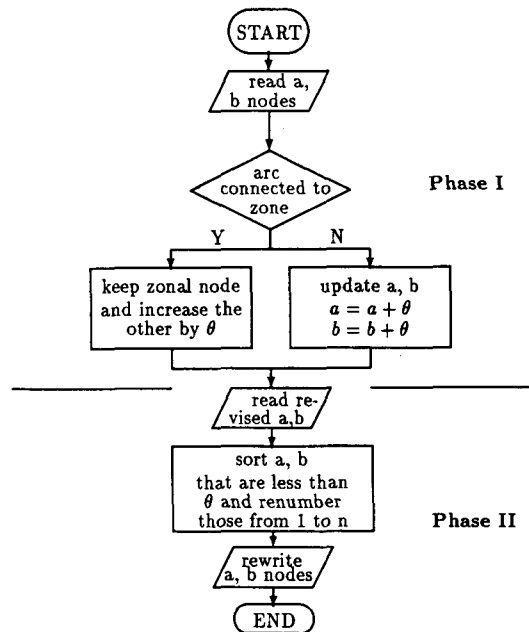 START
read a,
b nodes
arc
connected to
zone
Phase I
Y
N
keep zonal node
and increase the
other by θ
update a, b
a = a + θ
b = b + θ
read re-
vised a,b
sort a, b
that are less than
θ and renumber
those from 1 to n
Phase II
rewrite
a, b nodes
END